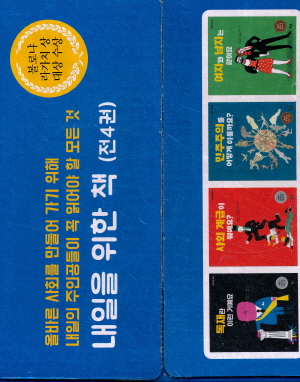 볼로냐
라가치 상
대상 수상
올바른 사회를 만들어 가기 위해
내일의 주인공들이 꼭 읽어야 할 모든 것
내일을 위한 책 (전4권)
여자와 남자는
같아요
민주주의를
어떻게 이룰까요?
사회 계급이
뭐예요?
독재란
이런 거예요